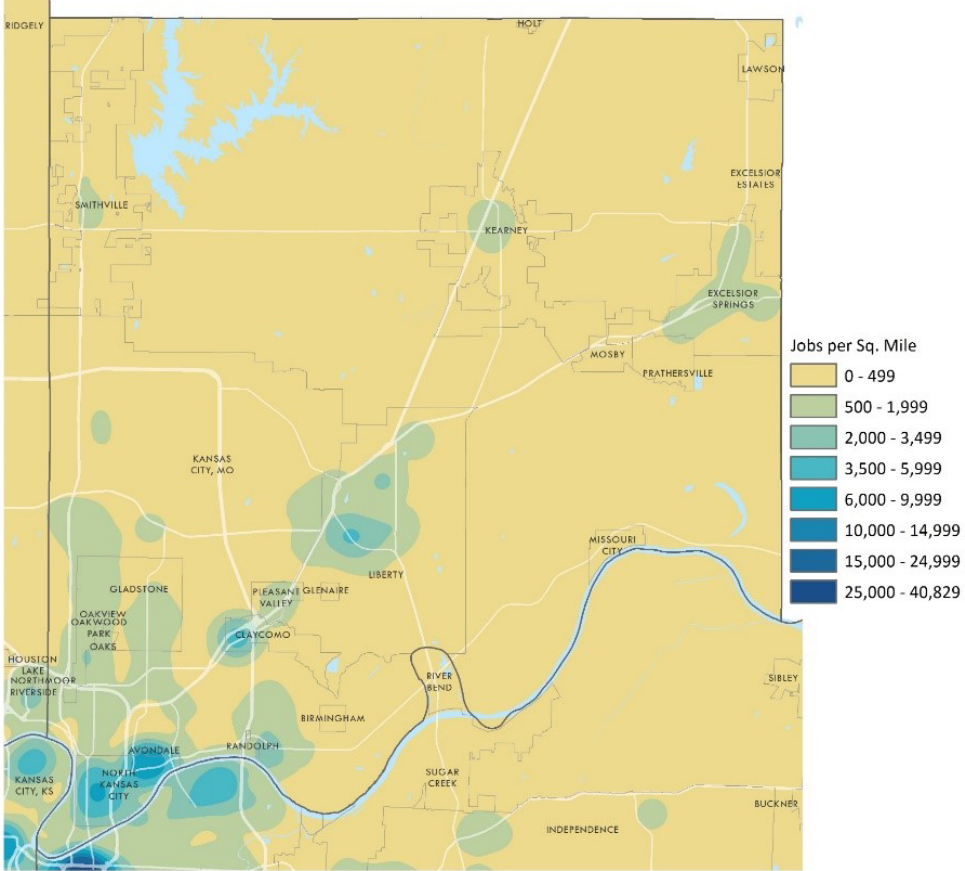 RIDGELY
HOLT
LAWSON
EXCELSIOR
ESTATES
SMITHVILLE
KEARNEY
EXCELSIOR
SPRINGS
MOSBY
PRATHERSVILLE
Jobs per Sq. Mile
0 - 499
500 - 1,999
2,000 - 3,499
3,500 - 5,999
6,000 - 9,999
10,000 - 14,999
15,000 - 24,999
25,000 - 40,829
KANSAS
CITY, MO
MISSOURI
CITY
LIBERTY
GLADSTONE
PLEASANT
VALLEY
GLENAIRE
OAKVIEW
OAKWOOD
PARK
OAKS
CLAYCOMO
HOUSTON
LAKE
NORTHMOOR
RIVERSIDE
RIVER
BEND
SIBLEY
BIRMINGHAM
AVONDALE
RANDOLPH
KANSAS
CITY, KS
NORTH
KANSAS
CITY
SUGAR
CREEK
BUCKNER
INDEPENDENCE